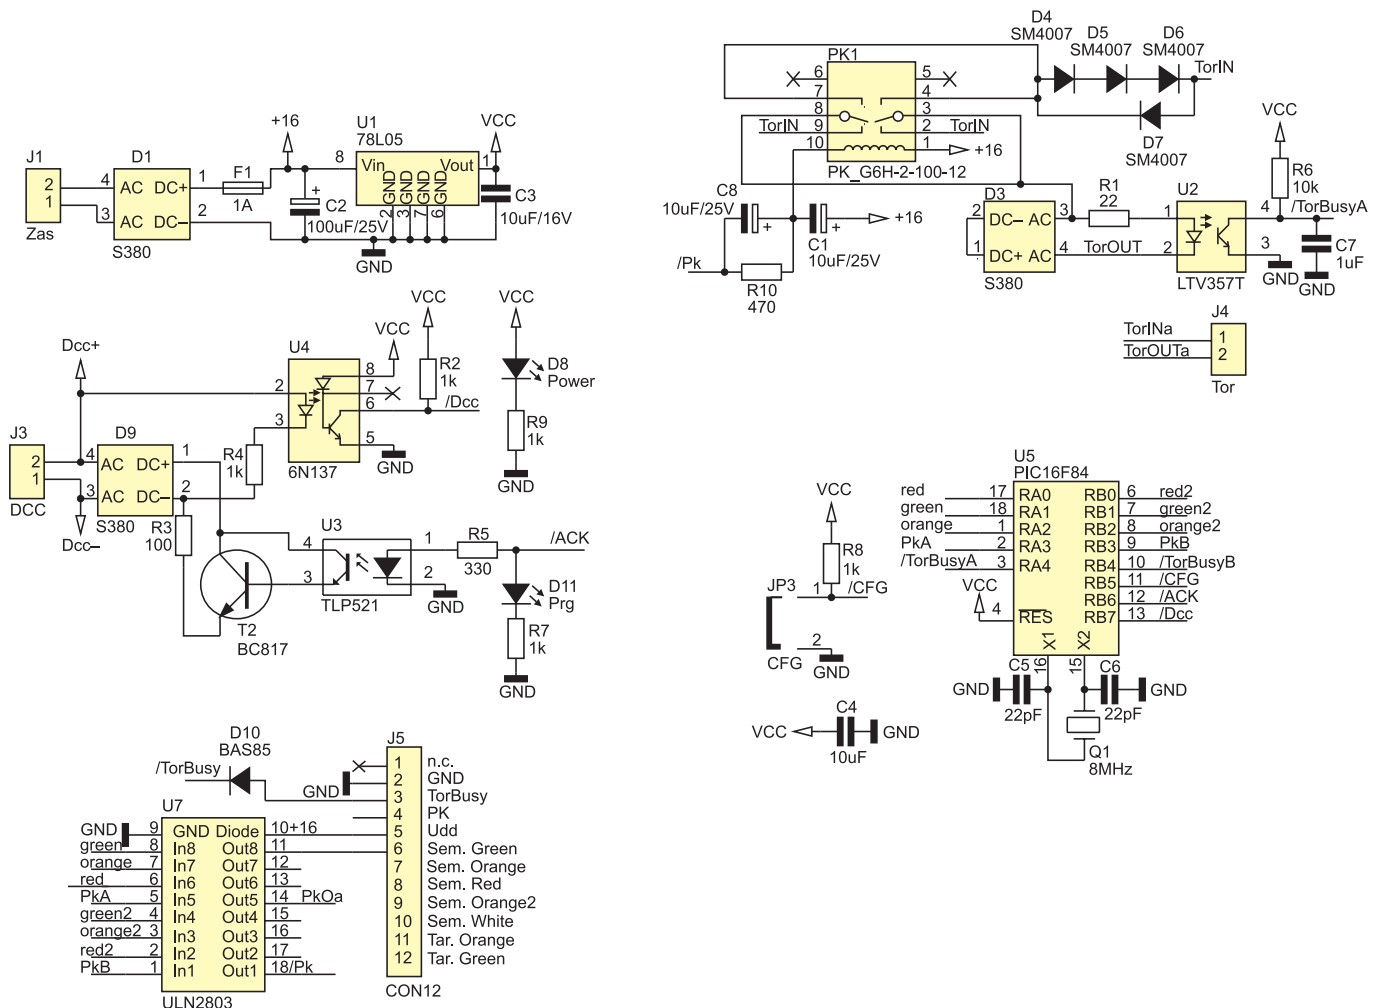 J1
2
1
Zas
D1
4 AC DC+ 1
3 AC DC– 2
S380
F1
1A
+16
C2
100uF/25V
U1
78L05
8 Vin Vout 1
GND GND GND GND
2 3 7 6
VCC
C3
10uF/16V
GND
D4
SM4007
D5
SM4007
D6
SM4007
TorIN
D7
SM4007
PK1
6 5
7 4
8 3
TorIN 9 2 TorIN
10 1 +16
PK_G6H-2-100-12
C8
10uF/25V
+
+
C1
10uF/25V
+16
/Pk
R10
470
D3
2 DC– AC 3
1 DC+ AC 4
S380
R1
22
TorOUT
U2
1 4
2 3
LTV357T
VCC
R6
10k
/TorBusyA
C7
1uF
GND
GND
J4
TorINa 1
TorOUTa 2
Tor
Dcc+
J3
2
1
DCC
D9
4 AC DC+ 1
3 AC DC– 2
S380
Dcc–
R3
100
R4
1k
U4
2 8
7
3 6
5
6N137
VCC
VCC
R2
1k
/Dcc
GND
VCC
D8
Power
R9
1k
GND
T2
BC817
U3
4 1
3 2
TLP521
R5
330
/ACK
GND
D11
Prg
R7
1k
GND
VCC
R8
1k
JP3
1 /CFG
2
CFG
GND
VCC
C4
10uF
GND
U5
PIC16F84
red 17 RA0 RB0 6 red2
green 18 RA1 RB1 7 green2
orange 1 RA2 RB2 8 orange2
PkA 2 RA3 RB3 9 PkB
/TorBusyA 3 RA4 RB4 10 /TorBusyB
RB5 11 /CFG
VCC
RB6 12 /ACK
4 RES RB7 13 /Dcc
X1 X2
16 15
GND
C5
22pF
C6
22pF
GND
Q1
8MHz
D10
BAS85
/TorBusy
GND
U7
GND 9 GND Diode 10 +16
green 8 In8 Out8 11
orange 7 In7 Out7 12
red 6 In6 Out6 13
PkA 5 In5 Out5 14 PkOa
green2 4 In4 Out4 15
orange2 3 In3 Out3 16
red2 2 In2 Out2 17
PkB 1 In1 Out1 18 /Pk
ULN2803
J5
1 n.c.
2 GND
3 TorBusy
4 PK
5 Udd
6 Sem. Green
7 Sem. Orange
8 Sem. Red
9 Sem. Orange2
10 Sem. White
11 Tar. Orange
12 Tar. Green
CON12